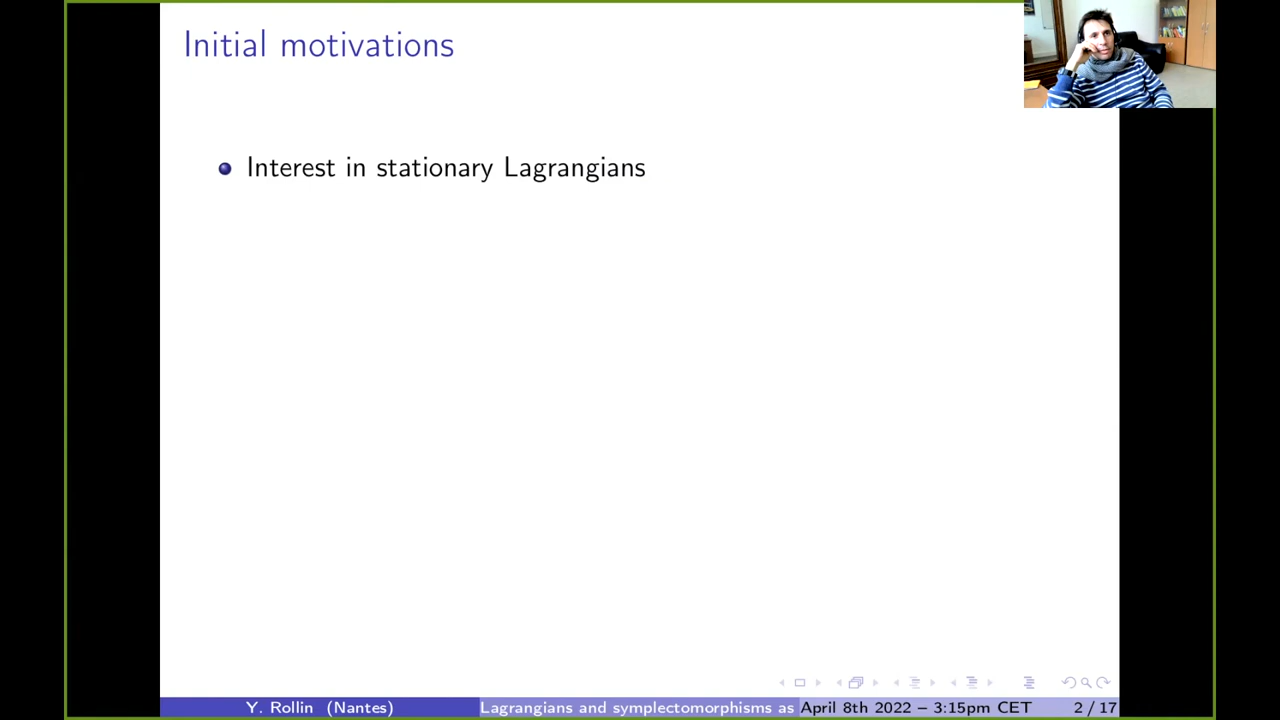 Initial motivations
Interest in stationary Lagrangians
Y. Rollin (Nantes) Lagrangians and symplectomorphisms as April 8th 2022 – 3:15pm CET 2 / 17